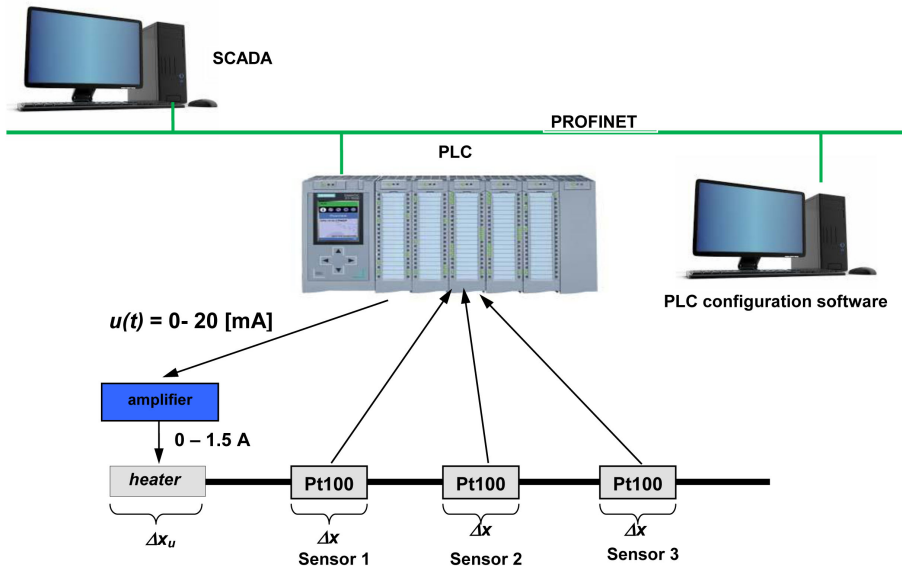 SCADA
PROFINET
PLC
PLC configuration software
u(t) = 0- 20 [mA]
amplifier
0 – 1.5 A
heater
Pt100
Pt100
Pt100
Δxᵤ
Δx
Δx
Δx
Sensor 1
Sensor 2
Sensor 3